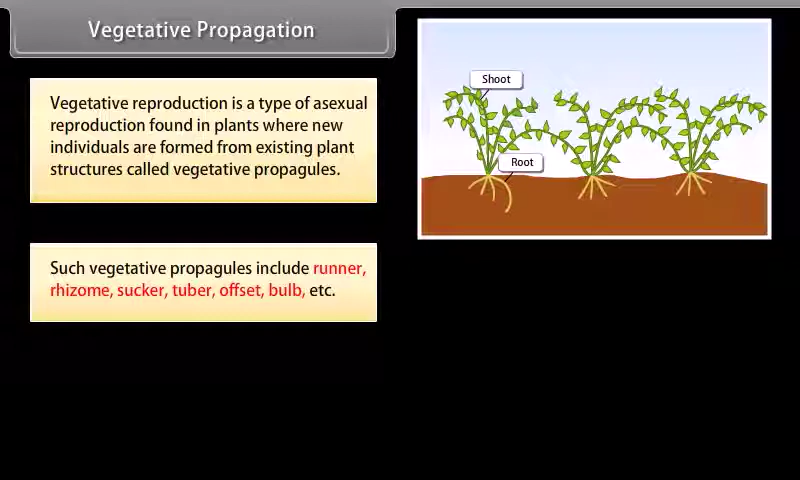 Vegetative Propagation
Vegetative reproduction is a type of asexual
reproduction found in plants where new
individuals are formed from existing plant
structures called vegetative propagules.
Such vegetative propagules include runner,
rhizome, sucker, tuber, offset, bulb, etc.
Shoot
Root